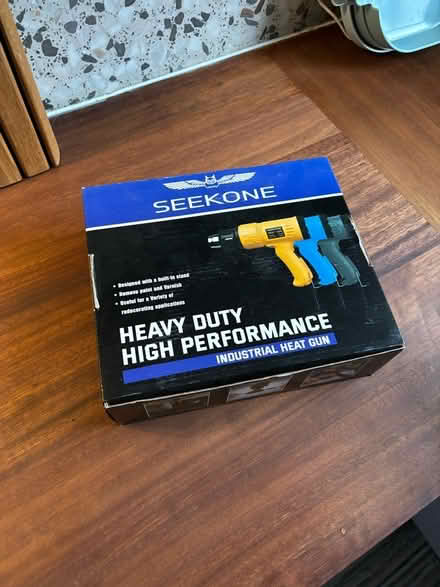 SEEKONE
• Designed with a built-in stand
• Remove paint and Varnish
• Useful for a Variety of
redecorating applications
HEAVY DUTY
HIGH PERFORMANCE
INDUSTRIAL HEAT GUN